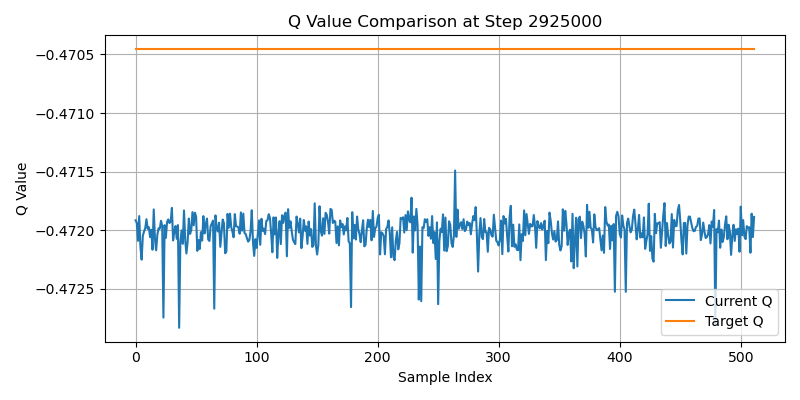 Q Value Comparison at Step 2925000
−0.4705
−0.4710
−0.4715
−0.4720
−0.4725
Q Value
0
100
200
300
400
500
Sample Index
Current Q
Target Q